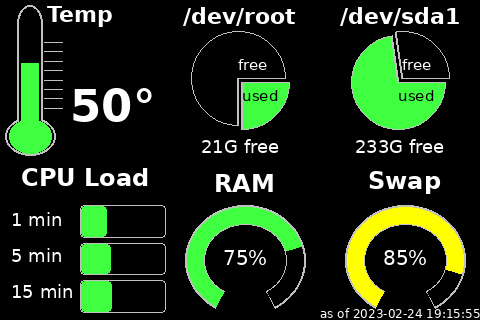 Temp
50°
/dev/root
free
used
21G free
/dev/sda1
free
used
233G free
CPU Load
1 min
5 min
15 min
RAM
75%
Swap
85%
as of 2023-02-24 19:15:55